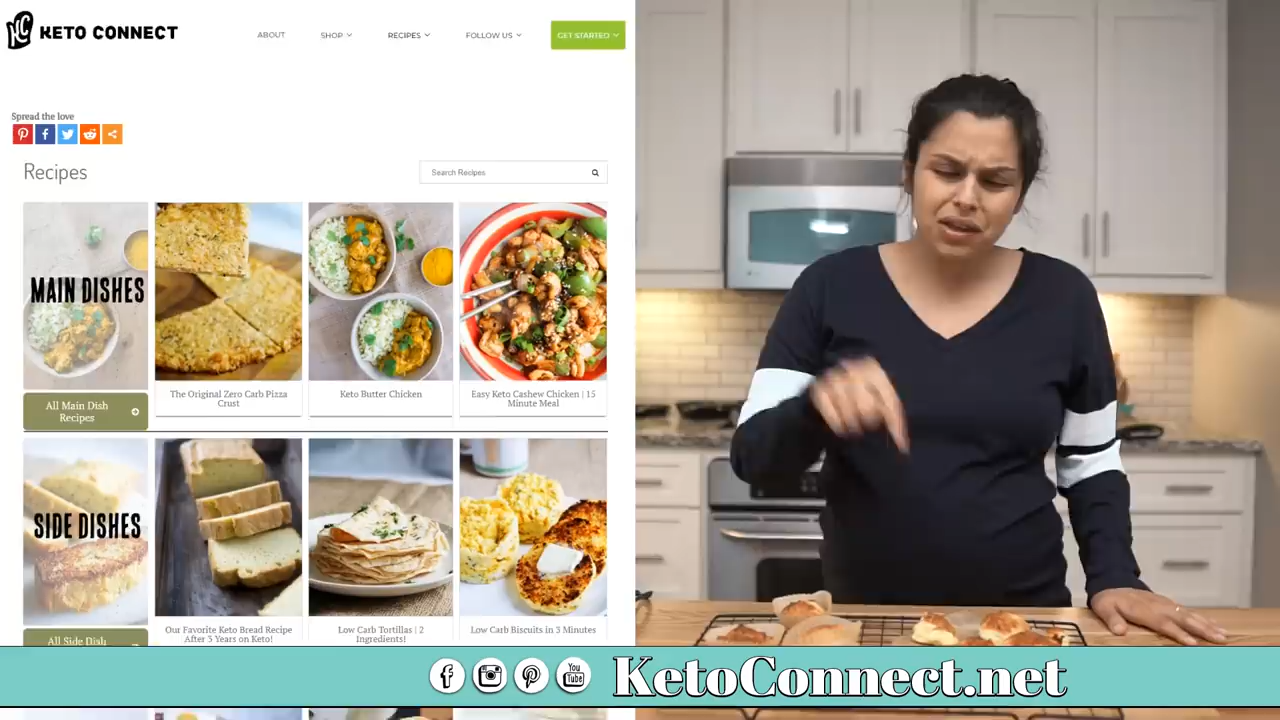 KETO CONNECT
ABOUT
SHOP
RECIPES
FOLLOW US
GET STARTED
Spread the love
Recipes
Search Recipes
MAIN DISHES
All Main Dish
Recipes
The Original Zero Carb Pizza
Crust
Keto Butter Chicken
Easy Keto Cashew Chicken | 15
Minute Meal
SIDE DISHES
All Side Dish
Our Favorite Keto Bread Recipe
After 3 Years on Keto!
Low Carb Tortillas | 2
Ingredients!
Low Carb Biscuits in 3 Minutes
You
Tube
KetoConnect.net